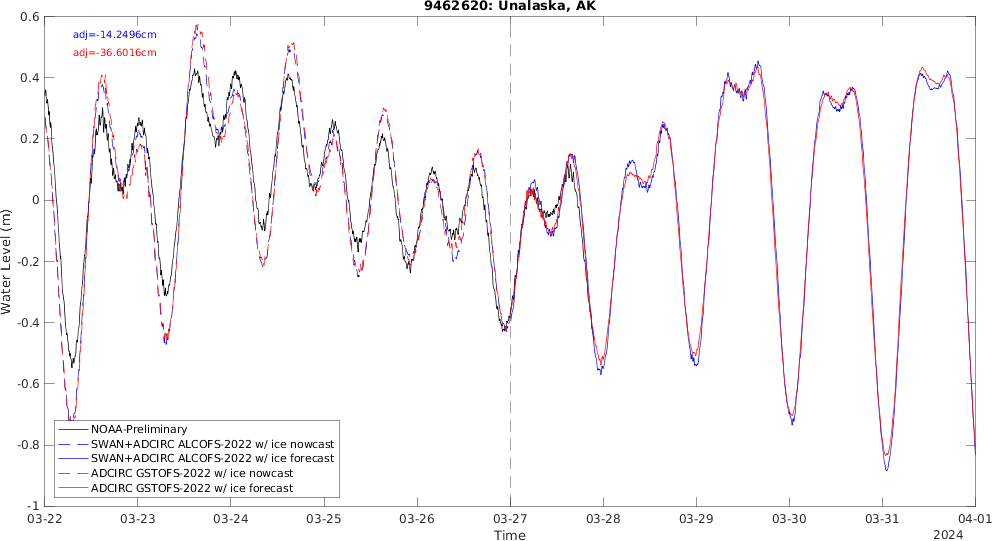 9462620: Unalaska, AK
adj=-14.2496cm
adj=-36.6016cm
Water Level (m)
0.6
0.4
0.2
0
-0.2
-0.4
-0.6
-0.8
-1
NOAA-Preliminary
SWAN+ADCIRC ALCOFS-2022 w/ ice nowcast
SWAN+ADCIRC ALCOFS-2022 w/ ice forecast
ADCIRC GSTOFS-2022 w/ ice nowcast
ADCIRC GSTOFS-2022 w/ ice forecast
03-22 03-23 03-24 03-25 03-26 03-27 03-28 03-29 03-30 03-31 04-01
Time
2024